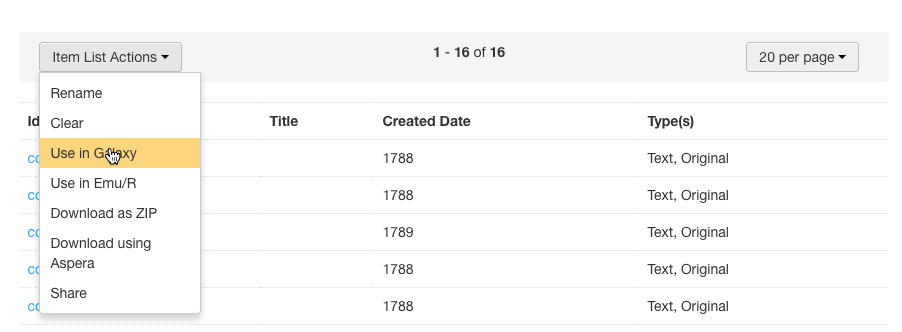 Item List Actions
1 - 16 of 16
20 per page
Rename
Clear
Use in Galaxy
Use in Emu/R
Download as ZIP
Download using
Aspera
Share
Id Title Created Date Type(s)
co 1788 Text, Original
co 1788 Text, Original
co 1789 Text, Original
co 1788 Text, Original
co 1788 Text, Original